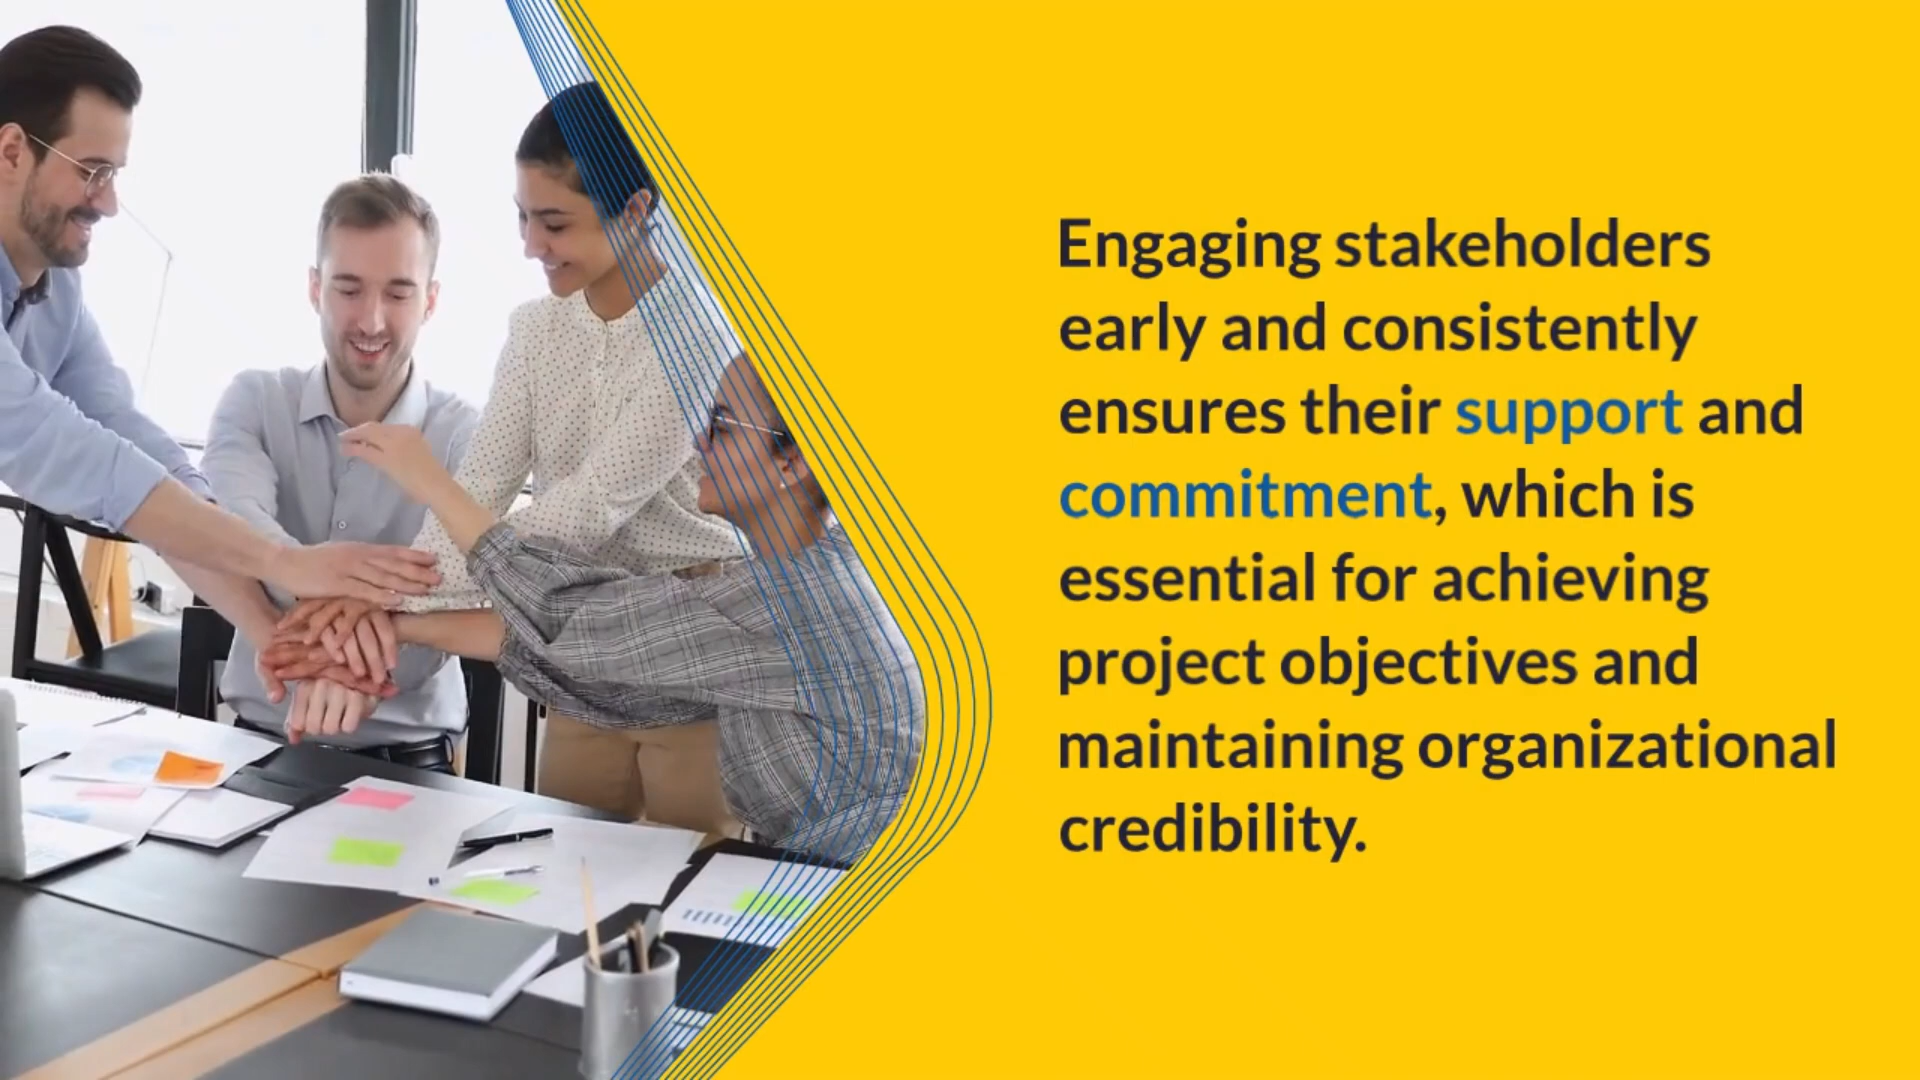 Engaging stakeholders
early and consistently
ensures their support and
commitment, which is
essential for achieving
project objectives and
maintaining organizational
credibility.